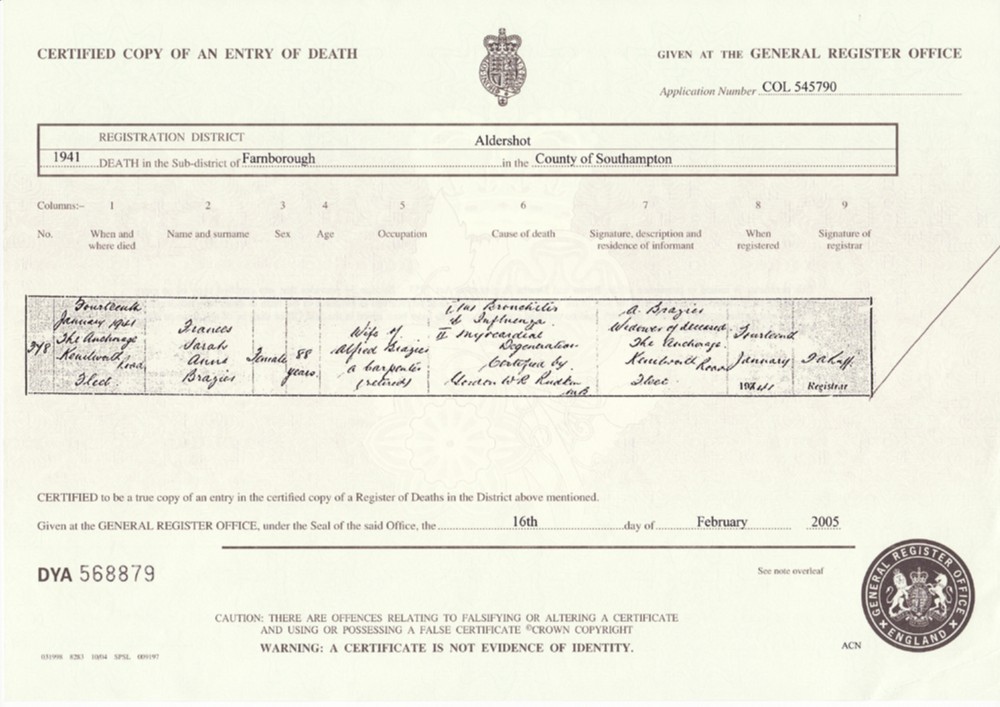 CERTIFIED COPY OF AN ENTRY OF DEATH
GIVEN AT THE GENERAL REGISTER OFFICE
Application Number COL 545790
REGISTRATION DISTRICT Aldershot
1941 DEATH in the Sub-district of Farnborough in the County of Southampton
Columns:– 1 2 3 4 5 6 7 8 9
No. When and where died Name and surname Sex Age Occupation Cause of death Signature, description and residence of informant When registered Signature of registrar
378
Fourteenth
January 1941
The Anchorage
Kenilworth
Road,
Fleet.
Frances
Sarah
Anne
Brazier
Female
88
years.
Wife of
Alfred Brazier
a carpenter
(retired)
Bronchitis
& Influenza.
II Myocardial
Degeneration
Certified by
Gordon W R
MB
A. Brazier
Widower of deceased
The Anchorage.
Kenilworth Road
Fleet.
Fourteenth
January
1941
Registrar
CERTIFIED to be a true copy of an entry in the certified copy of a Register of Deaths in the District above mentioned.
Given at the GENERAL REGISTER OFFICE, under the Seal of the said Office, the 16th day of February 2005
DYA 568879
See note overleaf
CAUTION: THERE ARE OFFENCES RELATING TO FALSIFYING OR ALTERING A CERTIFICATE
AND USING OR POSSESSING A FALSE CERTIFICATE ©CROWN COPYRIGHT
WARNING: A CERTIFICATE IS NOT EVIDENCE OF IDENTITY.
GENERAL REGISTER OFFICE
ENGLAND
ACN
031998 8283 10/04 SPSL 009197